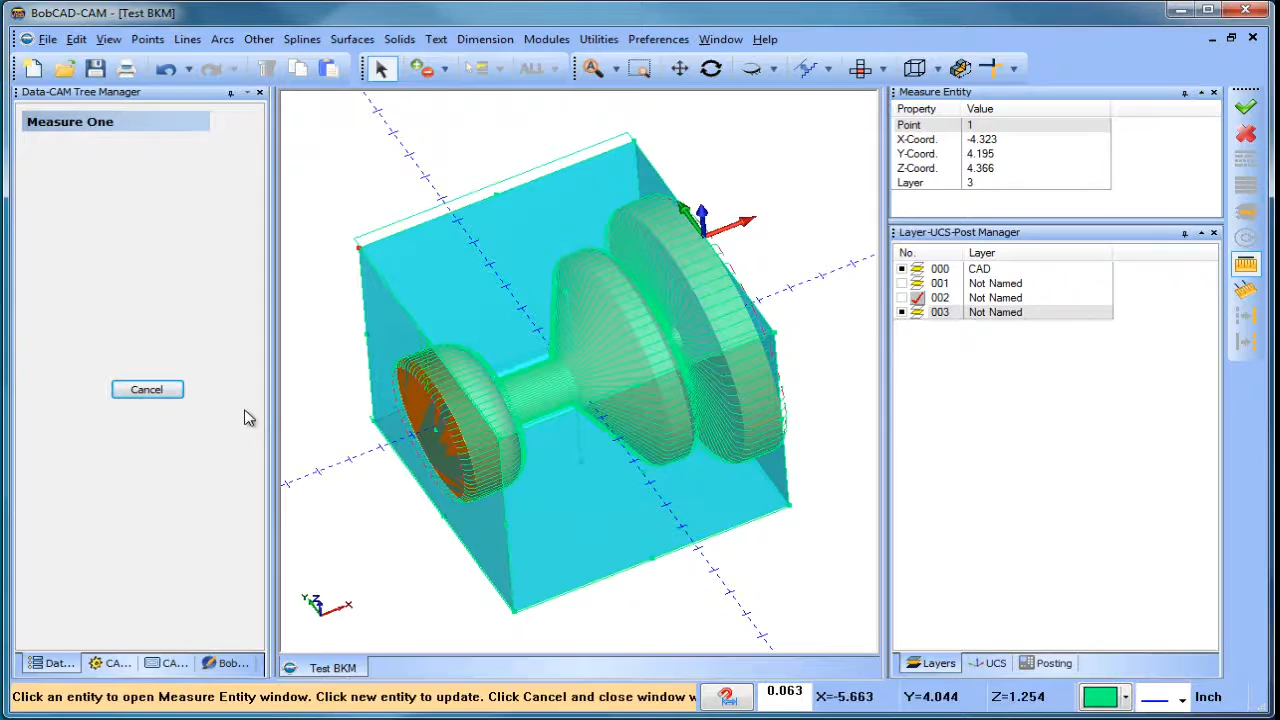 BobCAD-CAM - [Test BKM]
File Edit View Points Lines Arcs Other Splines Surfaces Solids Text Dimension Modules Utilities Preferences Window Help
ALL
Data-CAM Tree Manager
Measure One
Cancel
Dat... CA... CA... Bob...
Y Z X
Test BKM
Measure Entity
Property Value
Point 1
X-Coord. -4.323
Y-Coord. 4.195
Z-Coord. 4.366
Layer 3
Layer-UCS-Post Manager
No. Layer
000 CAD
001 Not Named
002 Not Named
003 Not Named
Layers UCS Posting
Click an entity to open Measure Entity window. Click new entity to update. Click Cancel and close window w
0.063 X=-5.663 Y=4.044 Z=1.254 Inch